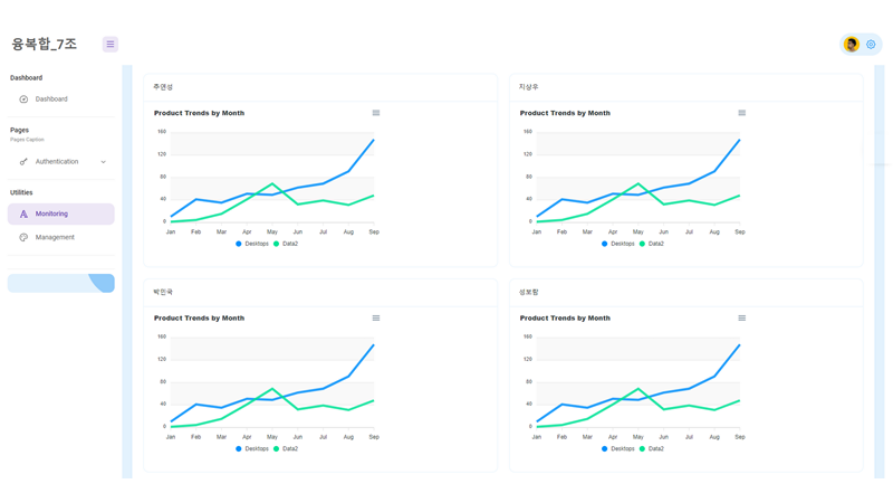 융복합_7조
Dashboard
Dashboard
Pages
Pages Caption
Authentication
Utilities
Monitoring
Management
주연성
Product Trends by Month
160
120
80
40
0
Jan Feb Mar Apr May Jun Jul Aug Sep
Desktops Data2
지상우
Product Trends by Month
160
120
80
40
0
Jan Feb Mar Apr May Jun Jul Aug Sep
Desktops Data2
박민국
Product Trends by Month
160
120
80
40
0
Jan Feb Mar Apr May Jun Jul Aug Sep
Desktops Data2
성보람
Product Trends by Month
160
120
80
40
0
Jan Feb Mar Apr May Jun Jul Aug Sep
Desktops Data2